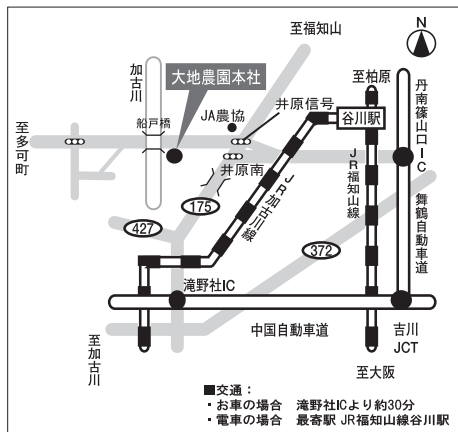 N
至福知山
至柏原
加古川
大地農園本社
JA農協
井原信号
谷川駅
船戸橋
至多可町
井原南
丹南篠山口IC
舞鶴自動車道
JR福知山線
JR加古川線
175
427
372
滝野社IC
中国自動車道
吉川
JCT
至加古川
至大阪
■交通：
・お車の場合　滝野社ICより約30分
・電車の場合　最寄駅 JR福知山線谷川駅